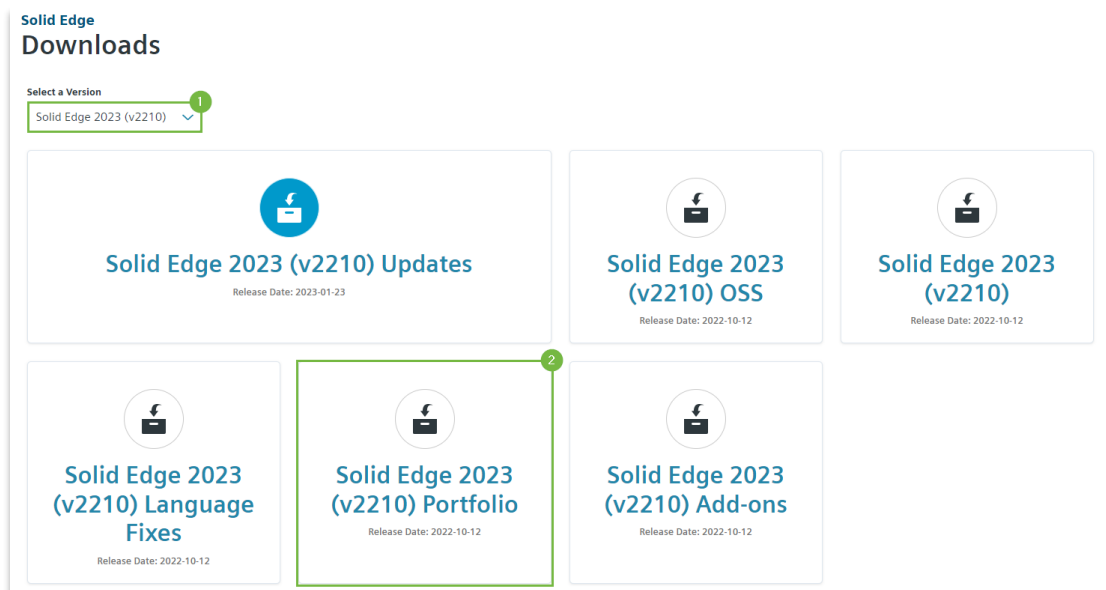 Solid Edge
Downloads
Select a Version
1
Solid Edge 2023 (v2210)
Solid Edge 2023 (v2210) Updates
Release Date: 2023-01-23
Solid Edge 2023
(v2210) OSS
Release Date: 2022-10-12
Solid Edge 2023
(v2210)
Release Date: 2022-10-12
Solid Edge 2023
(v2210) Language
Fixes
Release Date: 2022-10-12
2
Solid Edge 2023
(v2210) Portfolio
Release Date: 2022-10-12
Solid Edge 2023
(v2210) Add-ons
Release Date: 2022-10-12